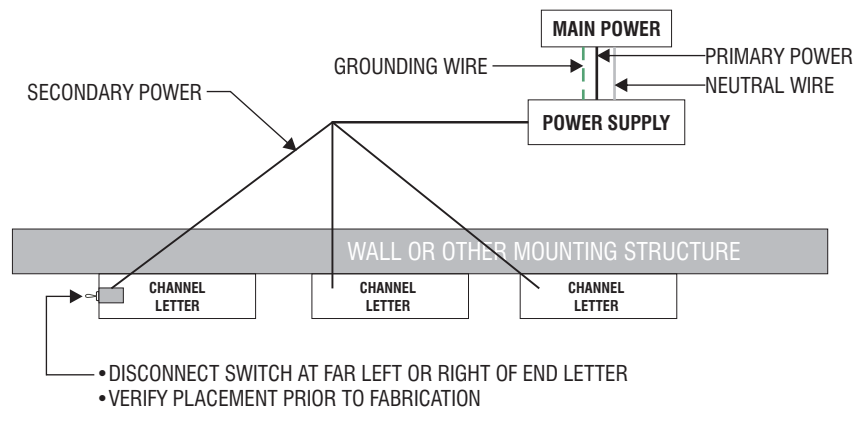 MAIN POWER
GROUNDING WIRE
PRIMARY POWER
NEUTRAL WIRE
SECONDARY POWER
POWER SUPPLY
WALL OR OTHER MOUNTING STRUCTURE
CHANNEL
LETTER
CHANNEL
LETTER
CHANNEL
LETTER
•DISCONNECT SWITCH AT FAR LEFT OR RIGHT OF END LETTER
•VERIFY PLACEMENT PRIOR TO FABRICATION